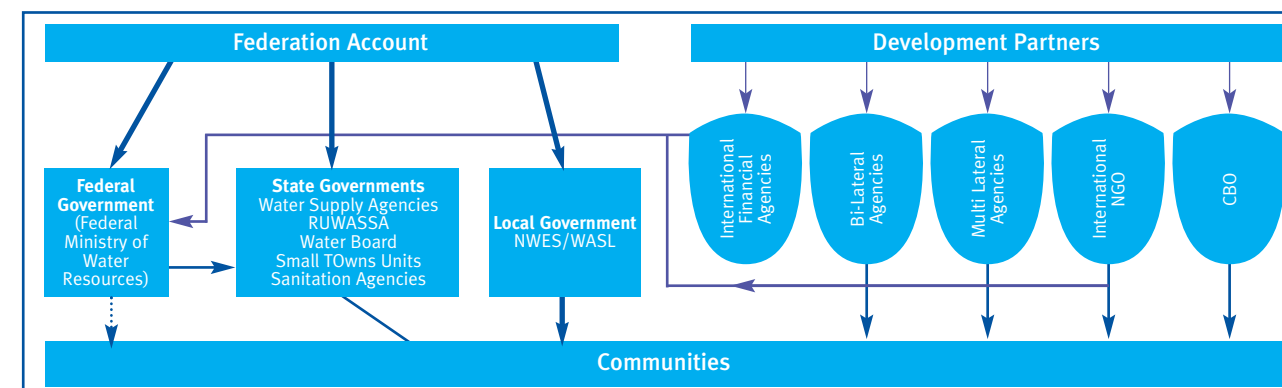 Federation Account
Development Partners
Federal
Government
(Federal
Ministry of
Water
Resources)
State Governments
Water Supply Agencies
RUWASSA
Water Board
Small TOwns Units
Sanitation Agencies
Local Government
NWES/WASL
International
Financial
Agencies
Bi-Lateral
Agencies
Multi Lateral
Agencies
International
NGO
CBO
Communities